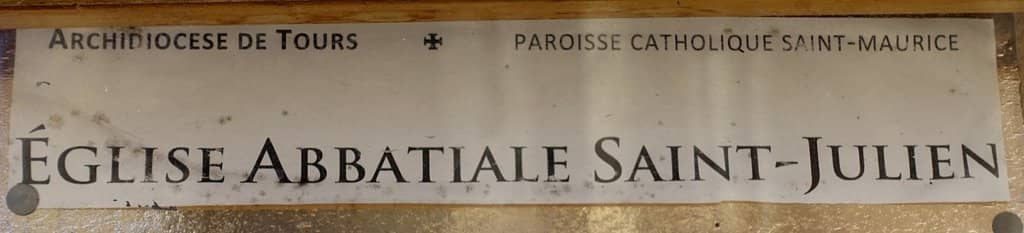 ARCHIDIOCESE DE TOURS ✠ PAROISSE CATHOLIQUE SAINT-MAURICE
ÉGLISE ABBATIALE SAINT-JULIEN